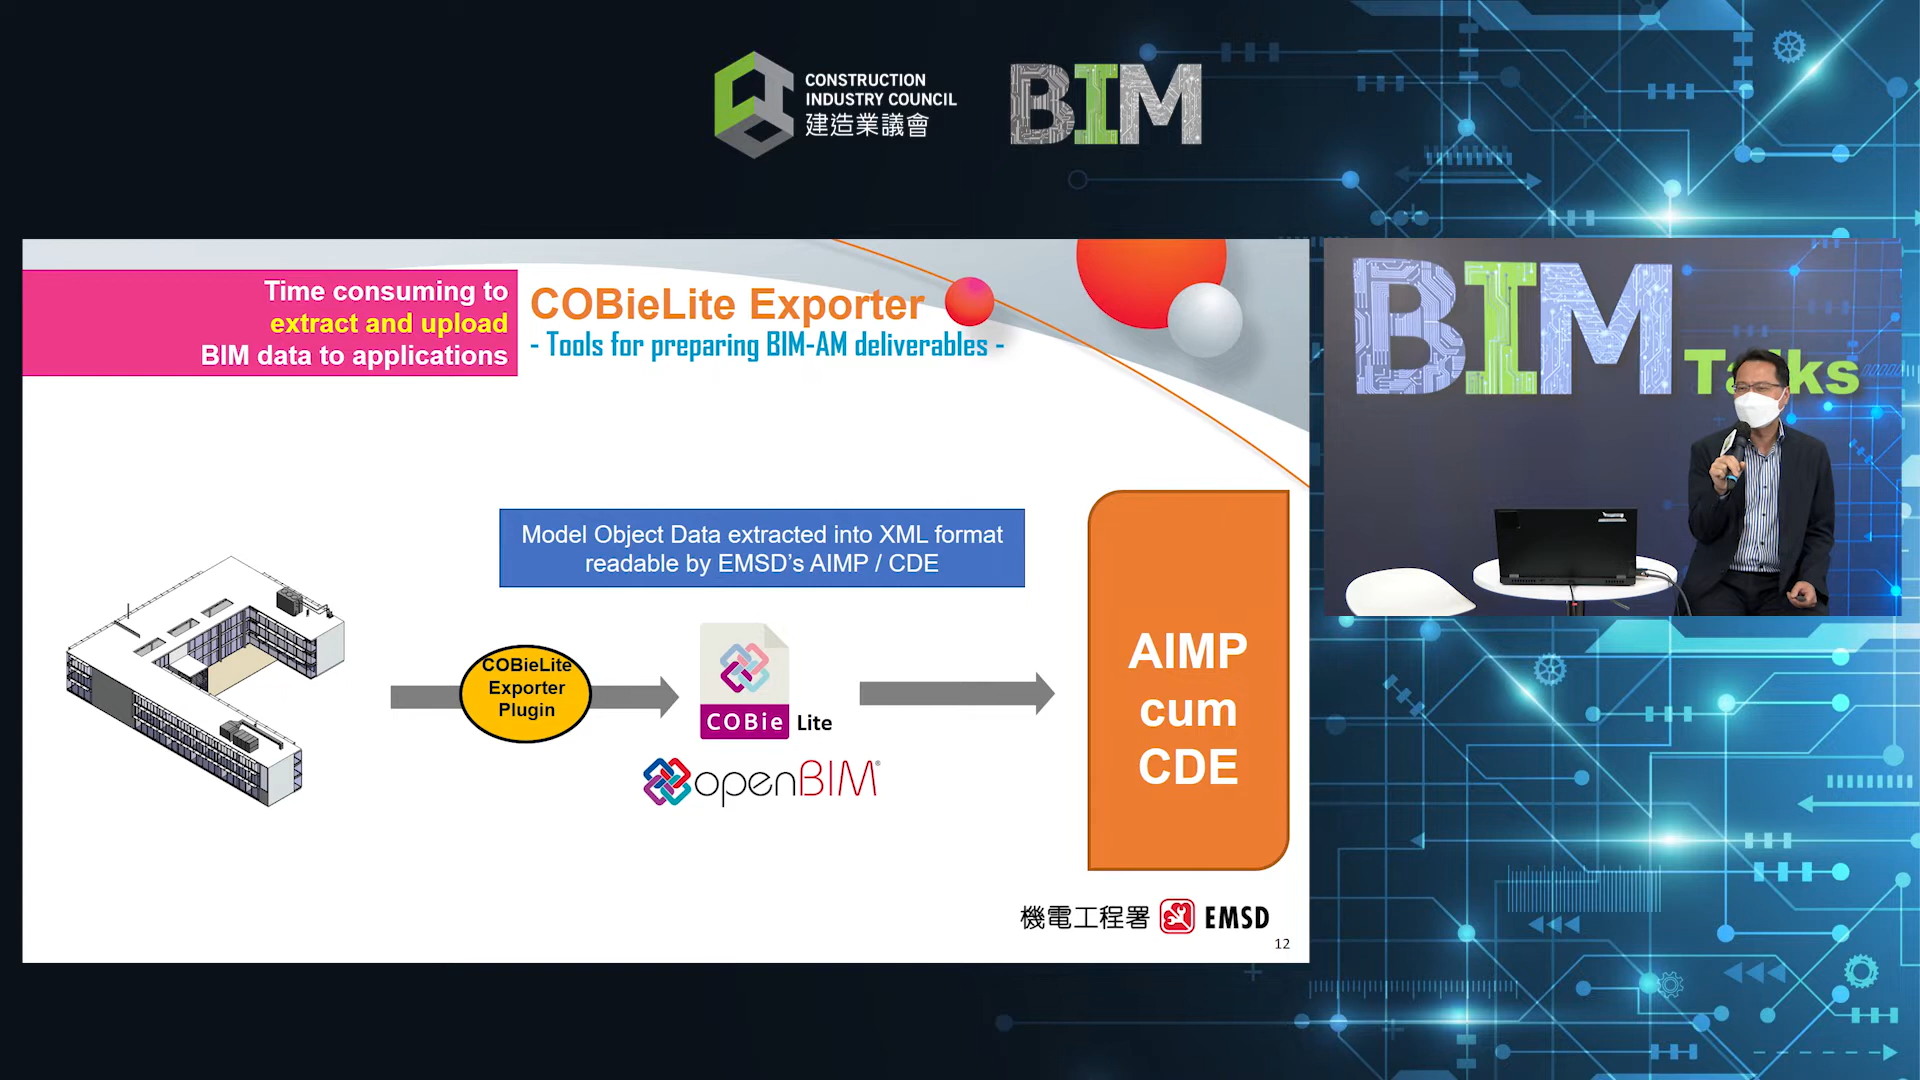 CONSTRUCTION
INDUSTRY COUNCIL
建造業議會
BIM
Time consuming to
extract and upload
BIM data to applications
COBieLite Exporter
- Tools for preparing BIM-AM deliverables -
Model Object Data extracted into XML format
readable by EMSD's AIMP / CDE
COBieLite
Exporter
Plugin
COBie Lite
openBIM®
AIMP
cum
CDE
機電工程署 EMSD
12
BIM